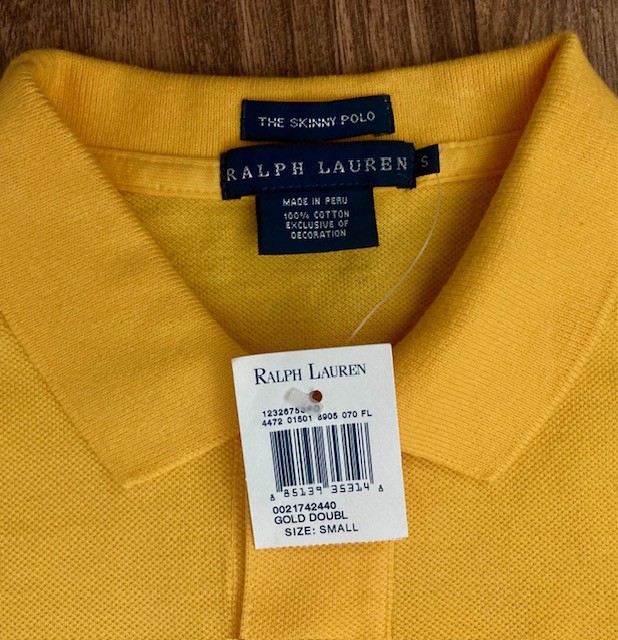 THE SKINNY POLO
RALPH LAUREN S
MADE IN PERU
100% COTTON
EXCLUSIVE OF
DECORATION
RALPH LAUREN
4472 01501 8905 070 FL
8 85139 35314 8
0021742440
GOLD DOUBL
SIZE: SMALL